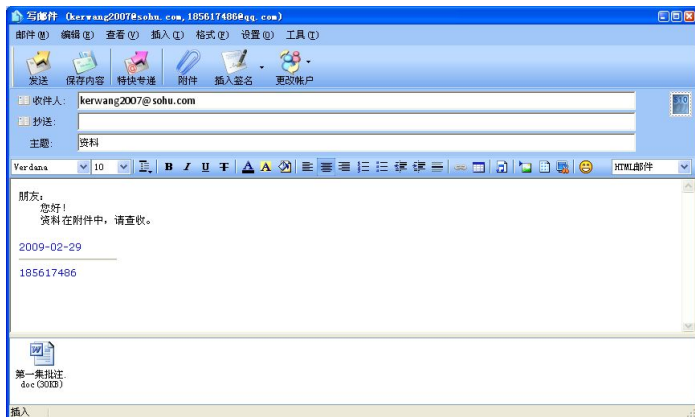 写邮件 (kerwang2007@sohu.com,185617486@qq.com)
邮件(M) 编辑(E) 查看(V) 插入(I) 格式(F) 设置(O) 工具(T)
发送 保存内容 特快专递 附件 插入签名 更改帐户
收件人: kerwang2007@sohu.com
抄送:
主题: 资料
Verdana 10 B I U T A A HTML邮件
朋友:
您好!
资料在附件中,请查收。
2009-02-29
185617486
第一集批注.
doc(30KB)
插入